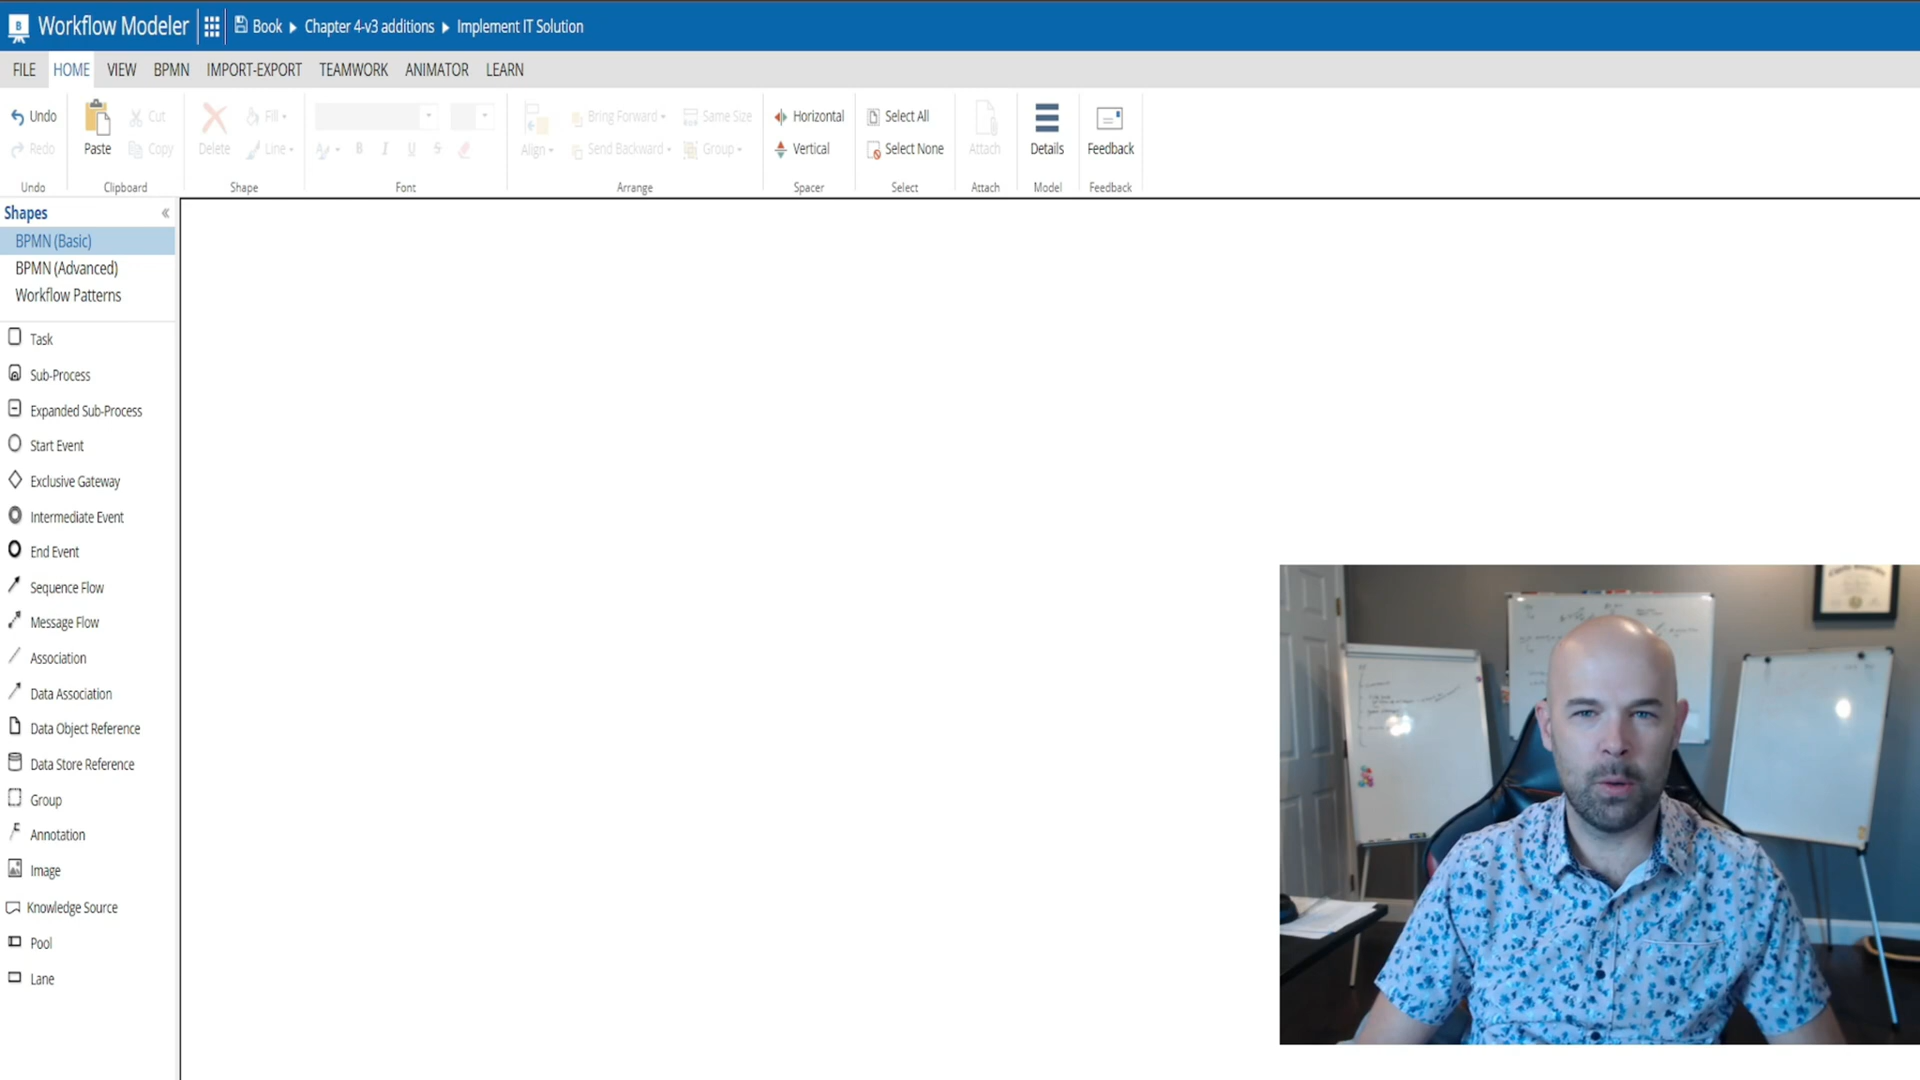 Workflow Modeler Book Chapter 4-v3 additions Implement IT Solution
FILE HOME VIEW BPMN IMPORT-EXPORT TEAMWORK ANIMATOR LEARN
Undo Paste Cut Delete Fill Bring Forward Same Size Horizontal Select All Attach Details Feedback
Redo Copy Line B I U S Align Send Backward Group Vertical Select None
Undo Clipboard Shape Font Arrange Spacer Select Attach Model Feedback
Shapes
BPMN (Basic)
BPMN (Advanced)
Workflow Patterns
Task
Sub-Process
Expanded Sub-Process
Start Event
Exclusive Gateway
Intermediate Event
End Event
Sequence Flow
Message Flow
Association
Data Association
Data Object Reference
Data Store Reference
Group
Annotation
Image
Knowledge Source
Pool
Lane